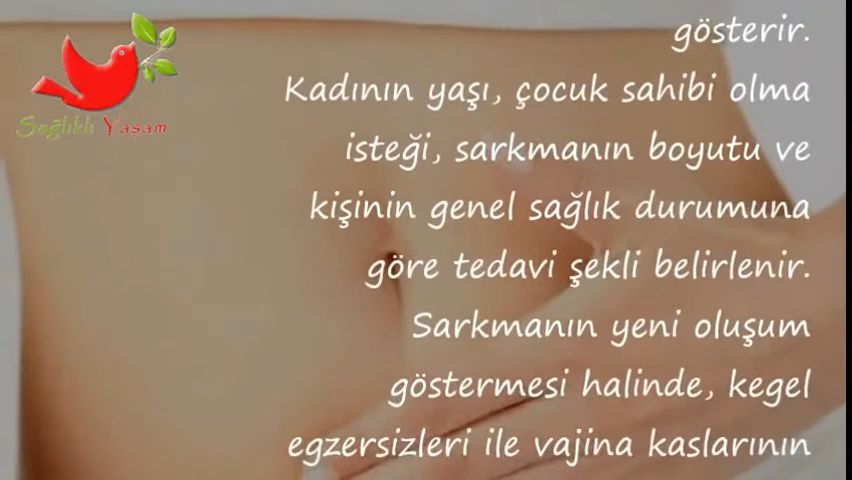 Sağlıklı Yaşam
gösterir.
Kadının yaşı, çocuk sahibi olma
isteği, sarkmanın boyutu ve
kişinin genel sağlık durumuna
göre tedavi şekli belirlenir.
Sarkmanın yeni oluşum
göstermesi halinde, kegel
egzersizleri ile vajina kaslarının